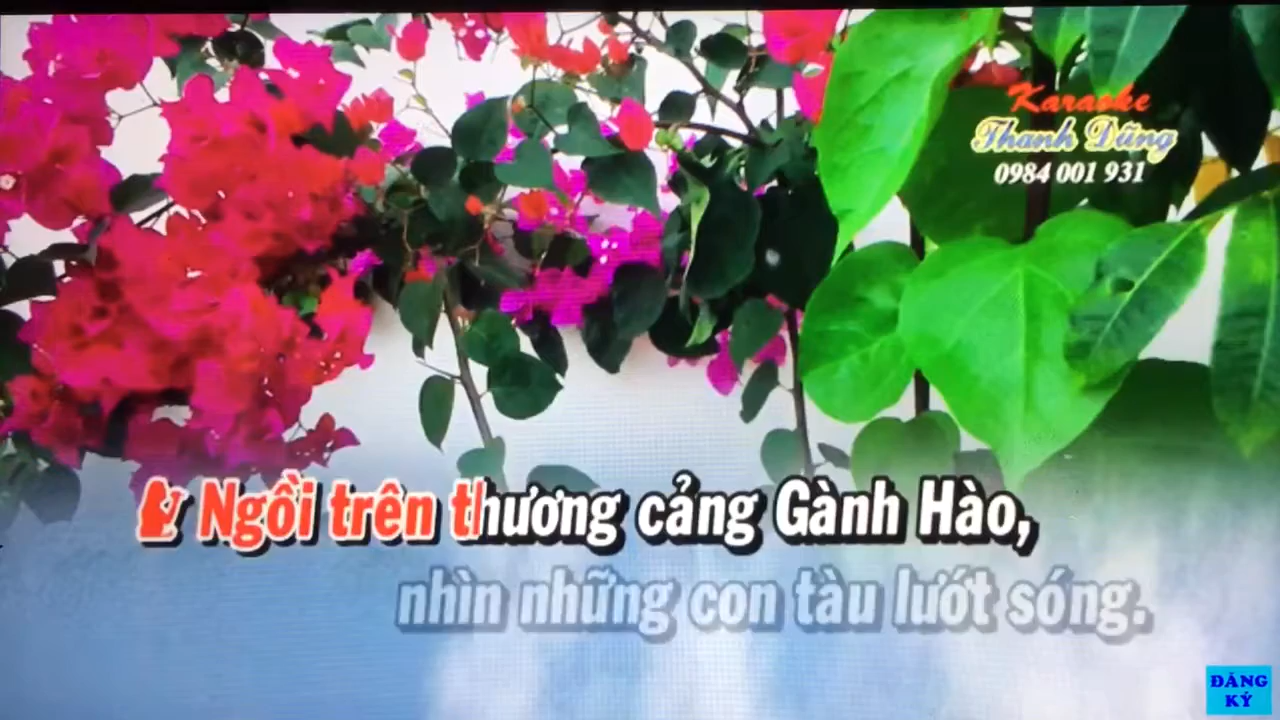 Karaoke
Thanh Dũng
0984 001 931
Ngồi trên thương cảng Gành Hào,
nhìn những con tàu lướt sóng.
ĐĂNG
KÝ